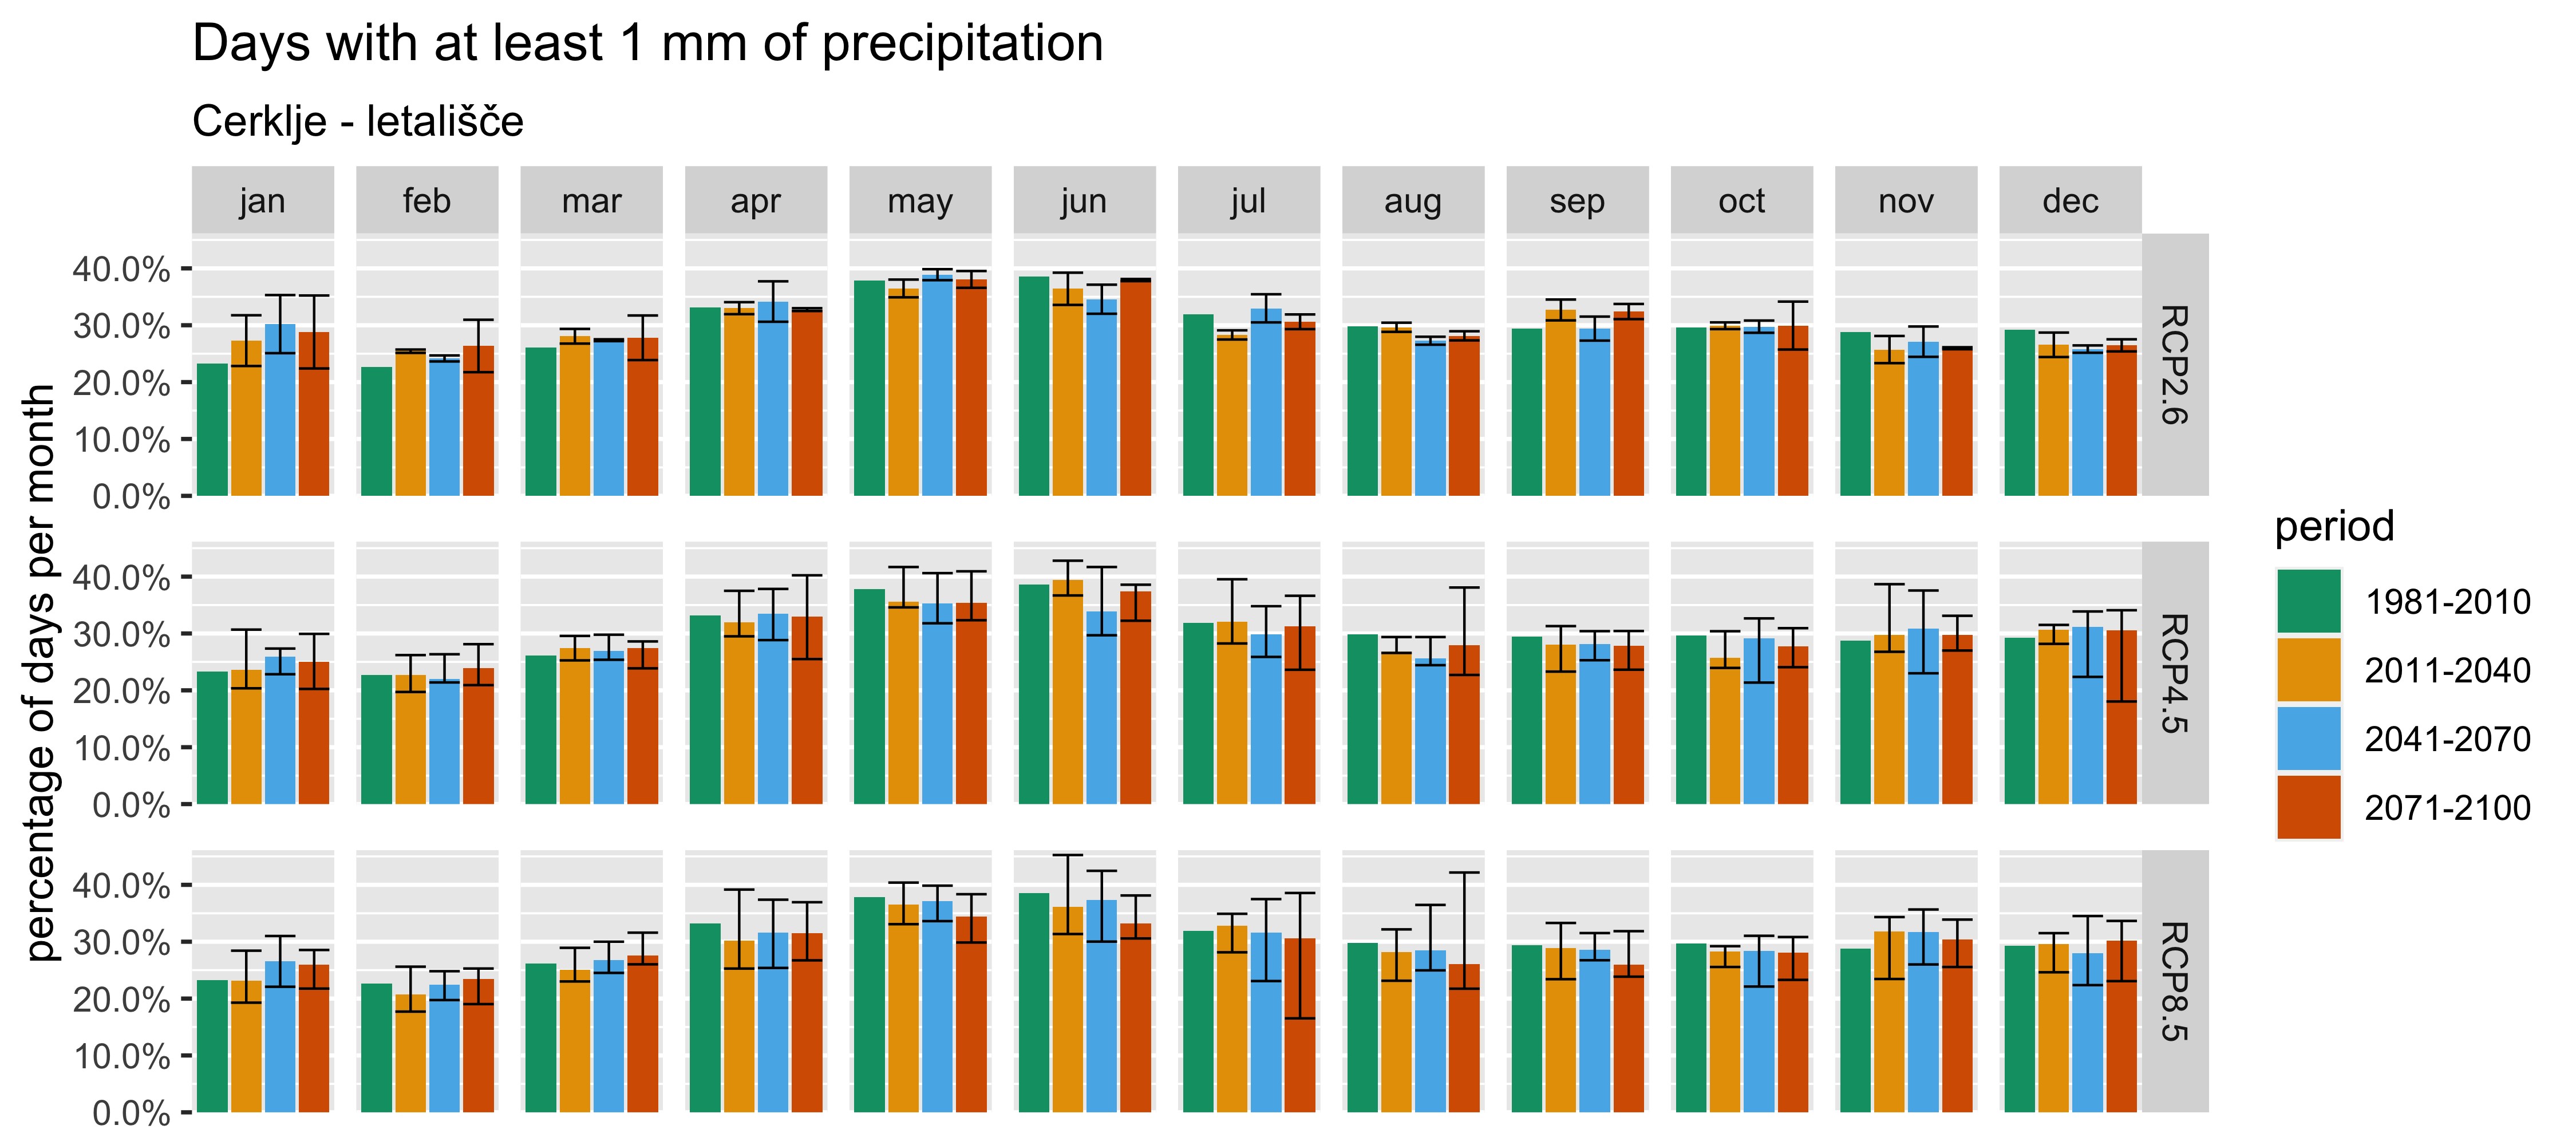 Days with at least 1 mm of precipitation
Cerklje - letališče
jan feb mar apr may jun jul aug sep oct nov dec
percentage of days per month
40.0%
30.0%
20.0%
10.0%
0.0%
RCP2.6
40.0%
30.0%
20.0%
10.0%
0.0%
RCP4.5
40.0%
30.0%
20.0%
10.0%
0.0%
RCP8.5
period
1981-2010
2011-2040
2041-2070
2071-2100